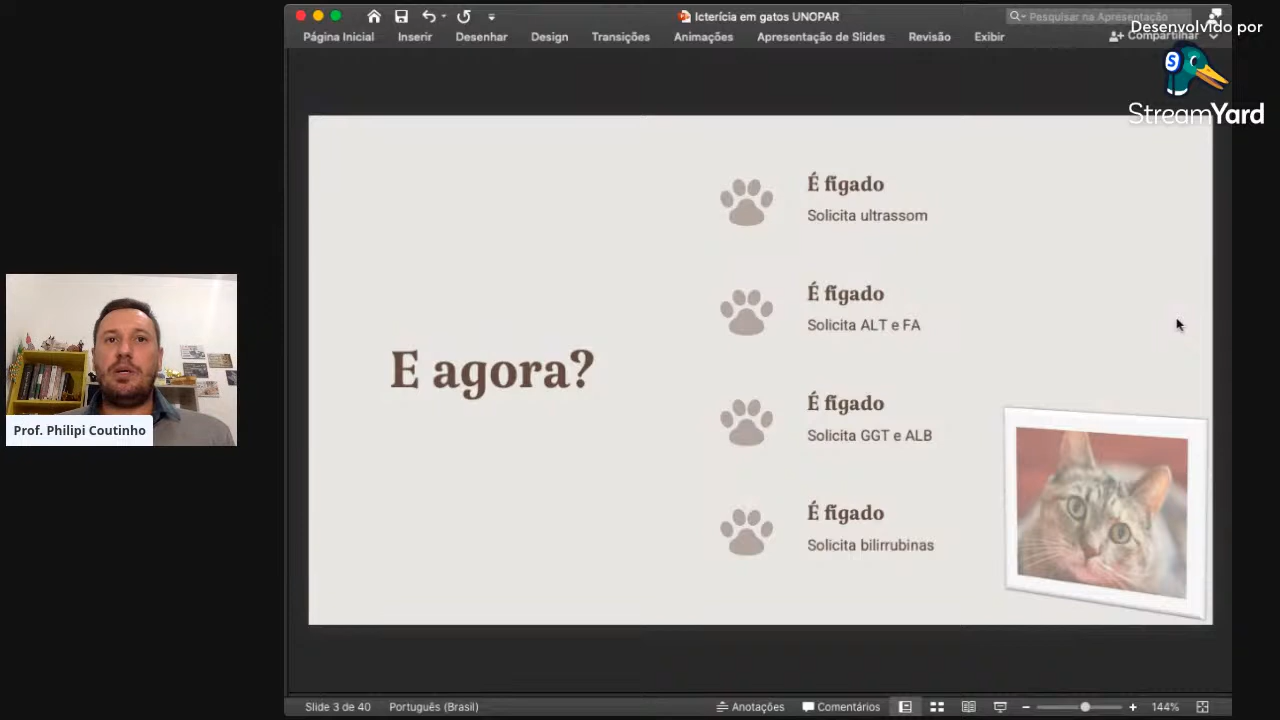 Icterícia em gatos UNOPAR
Pesquisar na Apresentação
Desenvolvido por
Página Inicial
Inserir
Desenhar
Design
Transições
Animações
Apresentação de Slides
Revisão
Exibir
Compartilhar
S
StreamYard
E agora?
É fígado
Solicita ultrassom
É fígado
Solicita ALT e FA
É fígado
Solicita GGT e ALB
É fígado
Solicita bilirrubinas
Prof. Philipi Coutinho
Slide 3 de 40
Português (Brasil)
Anotações
Comentários
144%